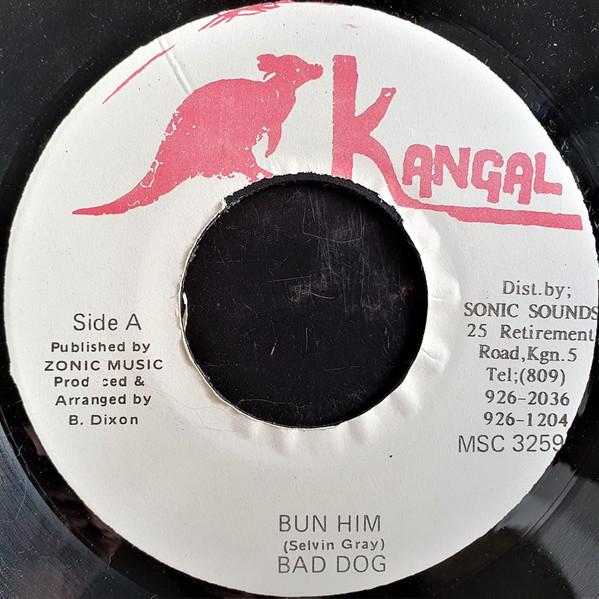 KANGAL
Side A
Published by
ZONIC MUSIC
Prod ced &
Arranged by
B. Dixon
Dist.by;
SONIC SOUNDS
25 Retirement
Road,Kgn.5
Tel;(809)
926-2036
926-1204
MSC 3259
BUN HIM
(Selvin Gray)
BAD DOG